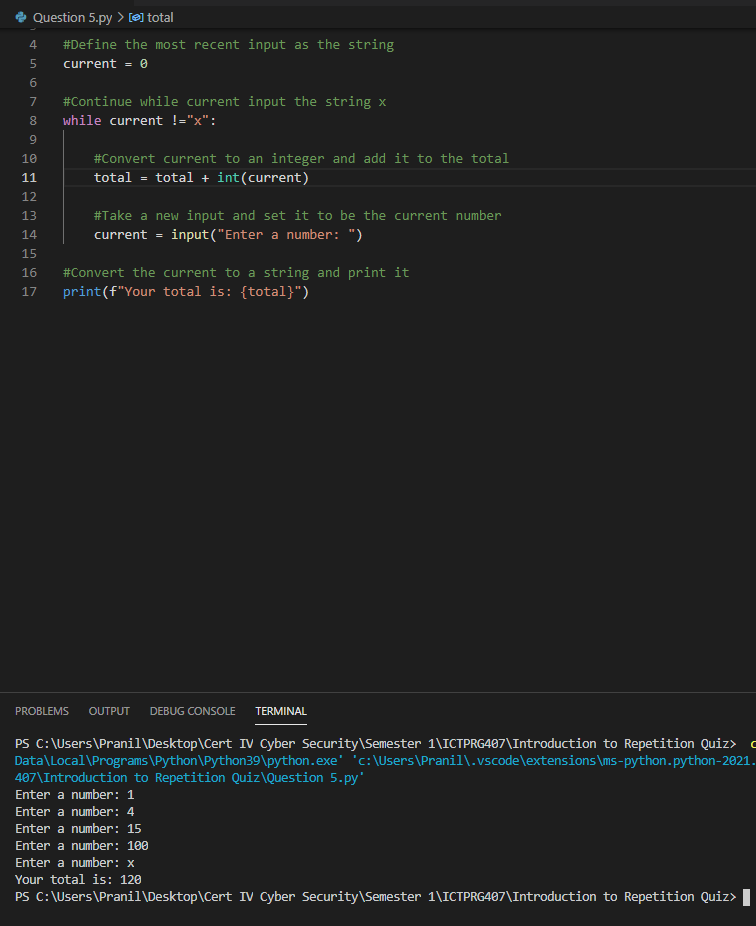 Question 5.py > total
4 #Define the most recent input as the string
5 current = 0
6
7 #Continue while current input the string x
8 while current !="x":
9
10 #Convert current to an integer and add it to the total
11 total = total + int(current)
12
13 #Take a new input and set it to be the current number
14 current = input("Enter a number: ")
15
16 #Convert the current to a string and print it
17 print(f"Your total is: {total}")
PROBLEMS OUTPUT DEBUG CONSOLE TERMINAL
PS C:\Users\Pranil\Desktop\Cert IV Cyber Security\Semester 1\ICTPRG407\Introduction to Repetition Quiz> c
Data\Local\Programs\Python\Python39\python.exe' 'c:\Users\Pranil\.vscode\extensions\ms-python.python-2021.
407\Introduction to Repetition Quiz\Question 5.py'
Enter a number: 1
Enter a number: 4
Enter a number: 15
Enter a number: 100
Enter a number: x
Your total is: 120
PS C:\Users\Pranil\Desktop\Cert IV Cyber Security\Semester 1\ICTPRG407\Introduction to Repetition Quiz>